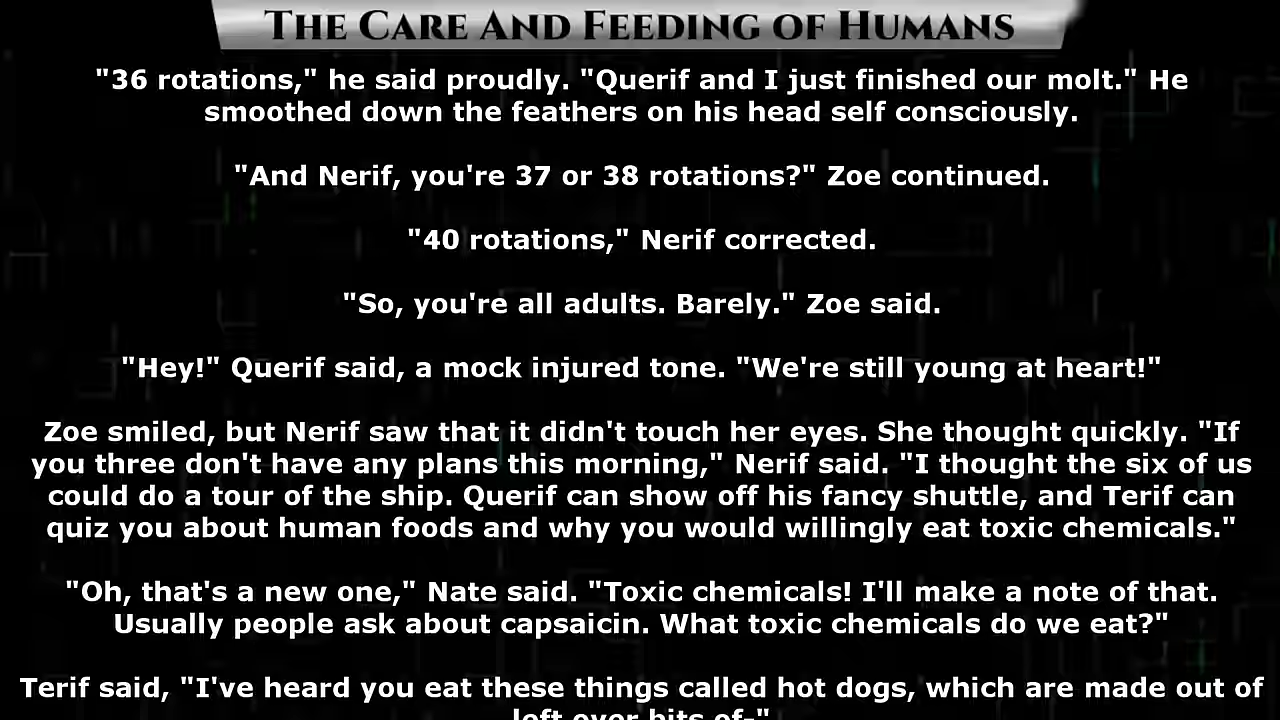 THE CARE AND FEEDING OF HUMANS
"36 rotations," he said proudly. "Querif and I just finished our molt." He
smoothed down the feathers on his head self consciously.
"And Nerif, you're 37 or 38 rotations?" Zoe continued.
"40 rotations," Nerif corrected.
"So, you're all adults. Barely." Zoe said.
"Hey!" Querif said, a mock injured tone. "We're still young at heart!"
Zoe smiled, but Nerif saw that it didn't touch her eyes. She thought quickly. "If
you three don't have any plans this morning," Nerif said. "I thought the six of us
could do a tour of the ship. Querif can show off his fancy shuttle, and Terif can
quiz you about human foods and why you would willingly eat toxic chemicals."
"Oh, that's a new one," Nate said. "Toxic chemicals! I'll make a note of that.
Usually people ask about capsaicin. What toxic chemicals do we eat?"
Terif said, "I've heard you eat these things called hot dogs, which are made out of
left over bits of-"